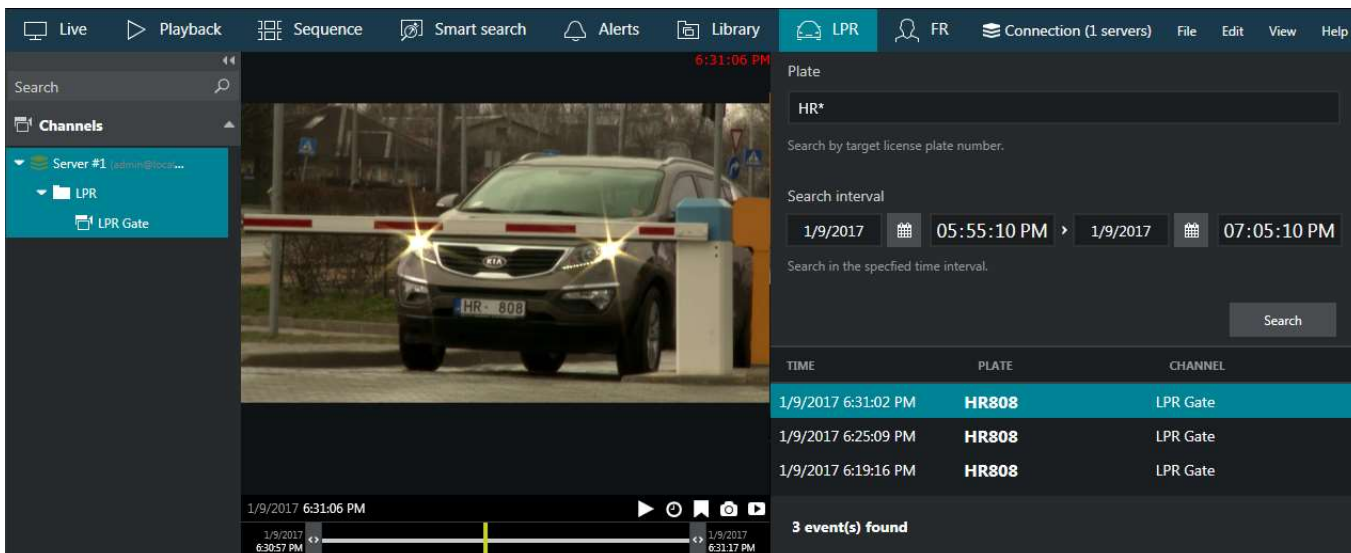 Live Playback Sequence Smart search Alerts Library LPR FR Connection (1 servers) File Edit View Help
Search
Channels
Server #1 (admin@local...
LPR
LPR Gate
6:31:06 PM
KIA
HR- 808
1/9/2017 6:31:06 PM
1/9/2017
6:30:57 PM
1/9/2017
6:31:17 PM
Plate
HR*
Search by target license plate number.
Search interval
1/9/2017 05:55:10 PM › 1/9/2017 07:05:10 PM
Search in the specfied time interval.
Search
TIME PLATE CHANNEL
1/9/2017 6:31:02 PM HR808 LPR Gate
1/9/2017 6:25:09 PM HR808 LPR Gate
1/9/2017 6:19:16 PM HR808 LPR Gate
3 event(s) found